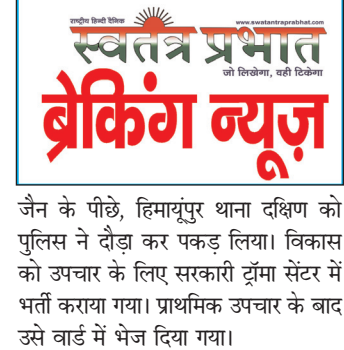 राष्ट्रीय हिन्दी दैनिक
www.swatantraprabhat.com
स्वतंत्र प्रभात
जो लिखेगा, वही टिकेगा
ब्रेकिंग न्यूज़
जैन के पीछे, हिमायूंपुर थाना दक्षिण को
पुलिस ने दौड़ा कर पकड़ लिया। विकास
को उपचार के लिए सरकारी ट्रॉमा सेंटर में
भर्ती कराया गया। प्राथमिक उपचार के बाद
उसे वार्ड में भेज दिया गया।